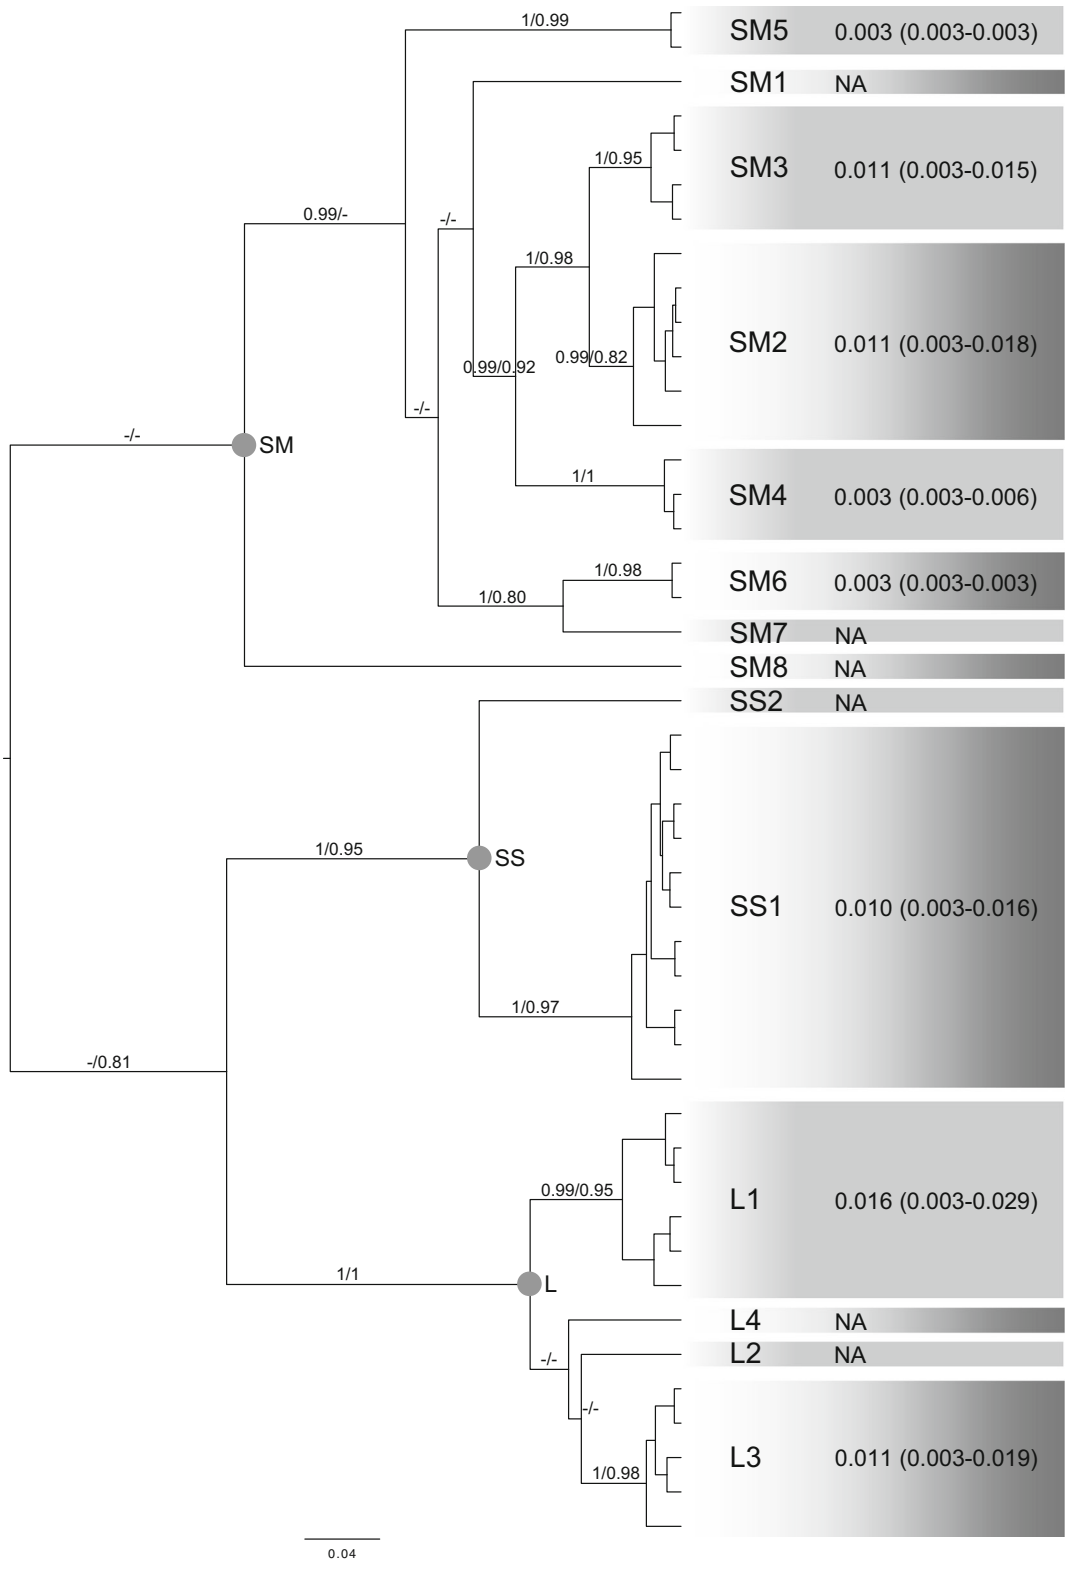 1/0.99
SM5 0.003 (0.003-0.003)
SM1 NA
1/0.95
SM3 0.011 (0.003-0.015)
0.99/-
-/-
1/0.98
SM2 0.011 (0.003-0.018)
0.99/0.92
0.99/0.82
-/-
-/-
SM
1/1
SM4 0.003 (0.003-0.006)
1/0.98
SM6 0.003 (0.003-0.003)
1/0.80
SM7 NA
SM8 NA
SS2 NA
1/0.95
SS
SS1 0.010 (0.003-0.016)
1/0.97
-/0.81
0.99/0.95
L1 0.016 (0.003-0.029)
1/1
L
L4 NA
L2 NA
-/-
-/-
L3 0.011 (0.003-0.019)
1/0.98
0.04